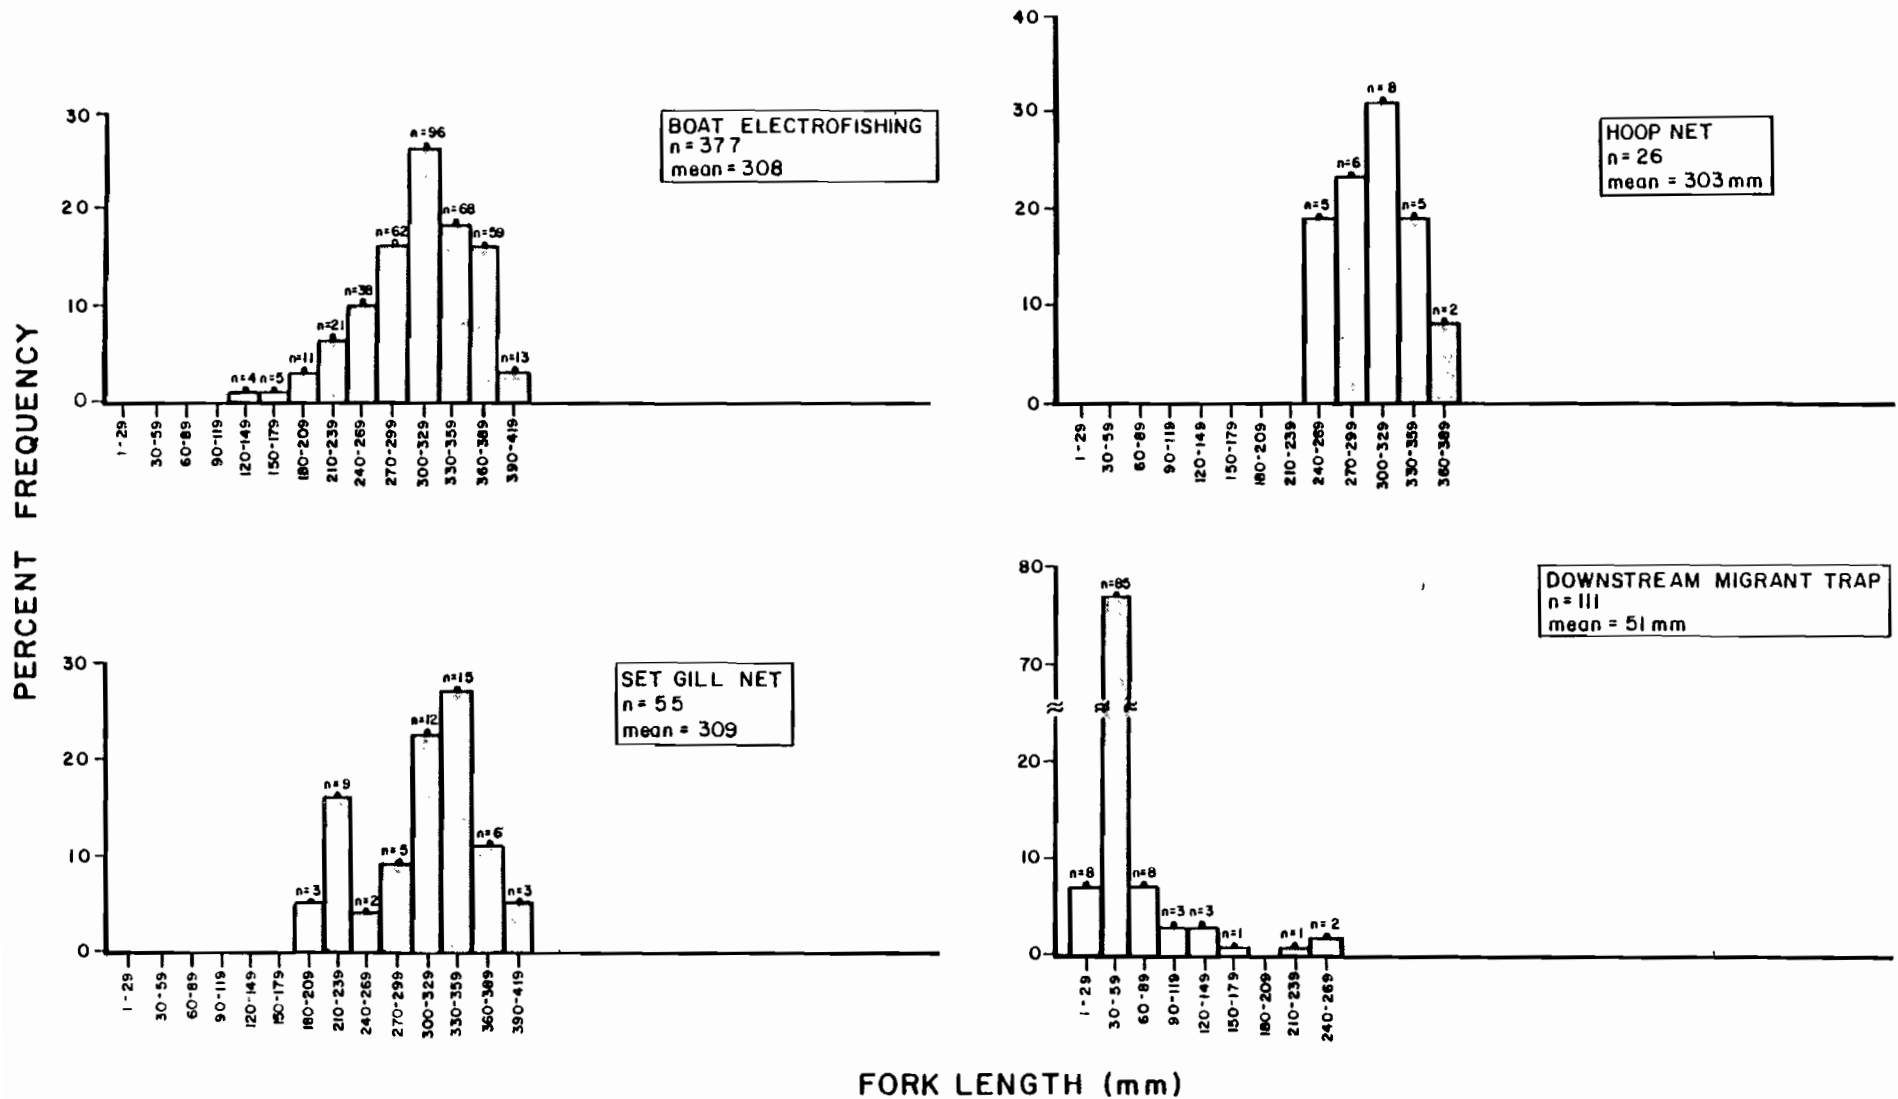 PERCENT FREQUENCY
30
20
10
0
BOAT ELECTROFISHING
n = 377
mean = 308
n=4
n=5
n=11
n=21
n=38
n=62
n=96
n=68
n=59
n=13
1-29
30-59
60-89
90-119
120-149
150-179
180-209
210-239
240-269
270-299
300-329
330-359
360-389
390-419
40
30
20
10
0
HOOP NET
n = 26
mean = 303 mm
n=5
n=6
n=8
n=5
n=2
1-29
30-59
60-89
90-119
120-149
150-179
180-209
210-239
240-269
270-299
300-329
330-359
360-389
30
20
10
0
SET GILL NET
n = 55
mean = 309
n=3
n=9
n=2
n=5
n=12
n=15
n=6
n=3
1-29
30-59
60-89
90-119
120-149
150-179
180-209
210-239
240-269
270-299
300-329
330-359
360-389
390-419
80
70
20
10
0
DOWNSTREAM MIGRANT TRAP
n = 111
mean = 51 mm
n=8
n=85
n=8
n=3
n=3
n=1
n=1
n=2
1-29
30-59
60-89
90-119
120-149
150-179
180-209
210-239
240-269
FORK LENGTH (mm)